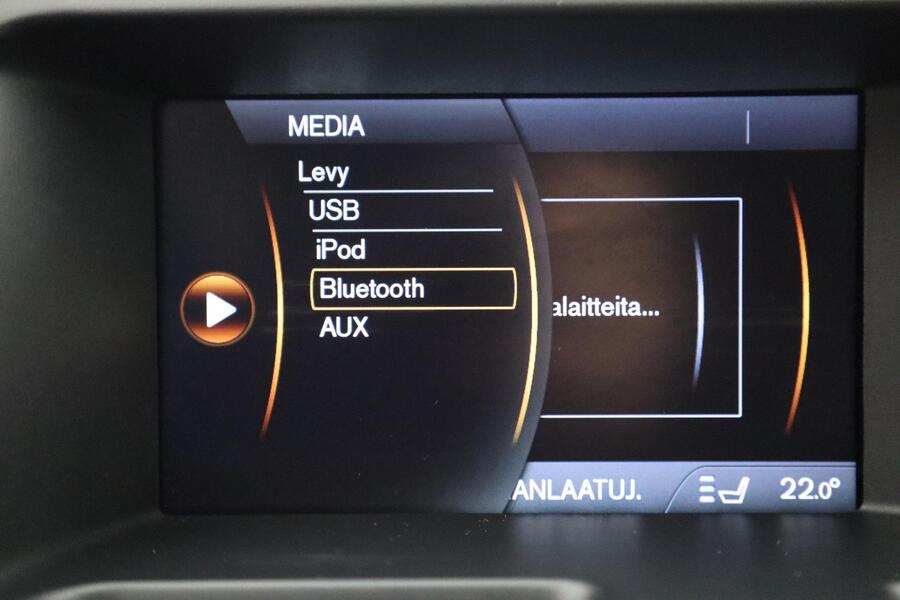 MEDIA
Levy
USB
iPod
Bluetooth
AUX
alaitteita...
ANLAATUJ.
22.0°